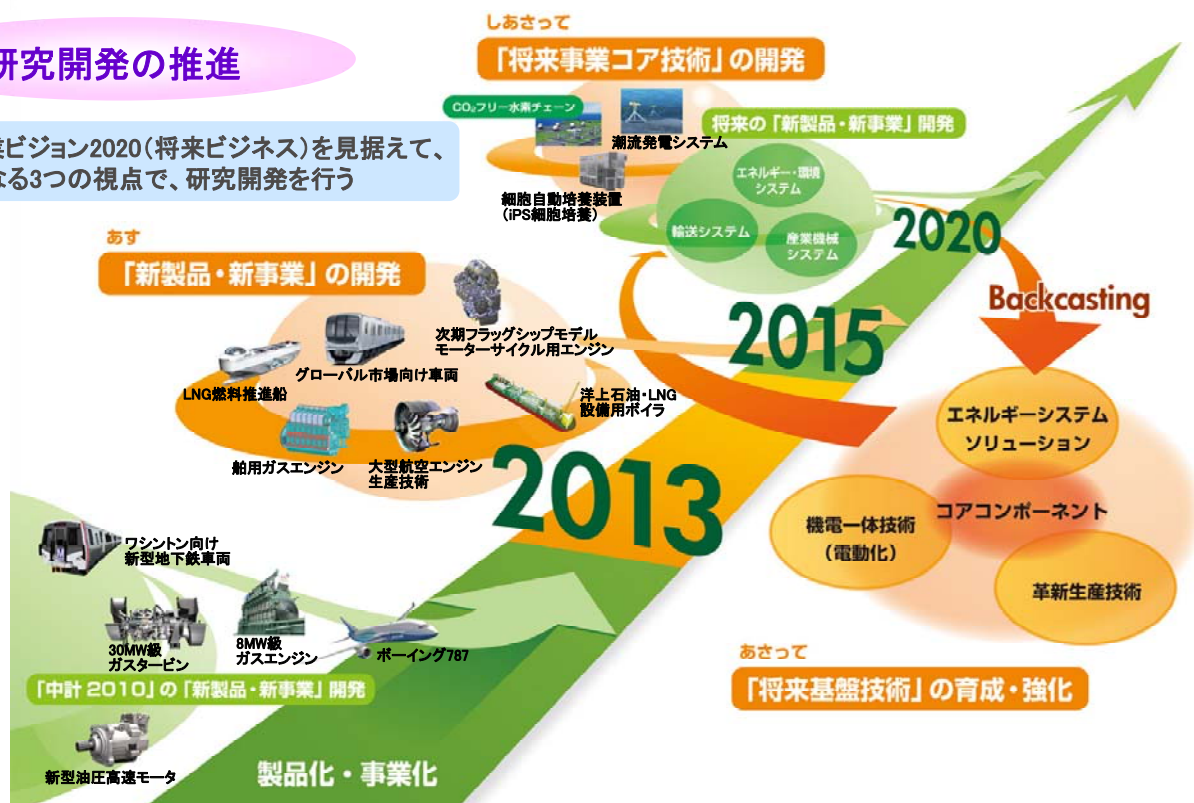 研究開発の推進
業ビジョン2020（将来ビジネス）を見据えて、
なる3つの視点で、研究開発を行う
しあさって
「将来事業コア技術」の開発
CO₂フリー水素チェーン
潮流発電システム
細胞自動培養装置
（iPS細胞培養）
将来の「新製品・新事業」開発
エネルギー・環境
システム
輸送システム
産業機械
システム
2020
Backcasting
あす
「新製品・新事業」の開発
次期フラッグシップモデル
モーターサイクル用エンジン
グローバル市場向け車両
LNG燃料推進船
洋上石油・LNG
設備用ボイラ
舶用ガスエンジン
大型航空エンジン
生産技術
2015
2013
エネルギーシステム
ソリューション
コアコンポーネント
機電一体技術
（電動化）
革新生産技術
あさって
「将来基盤技術」の育成・強化
ワシントン向け
新型地下鉄車両
30MW級
ガスタービン
8MW級
ガスエンジン
ボーイング787
「中計2010」の「新製品・新事業」開発
新型油圧高速モータ
製品化・事業化